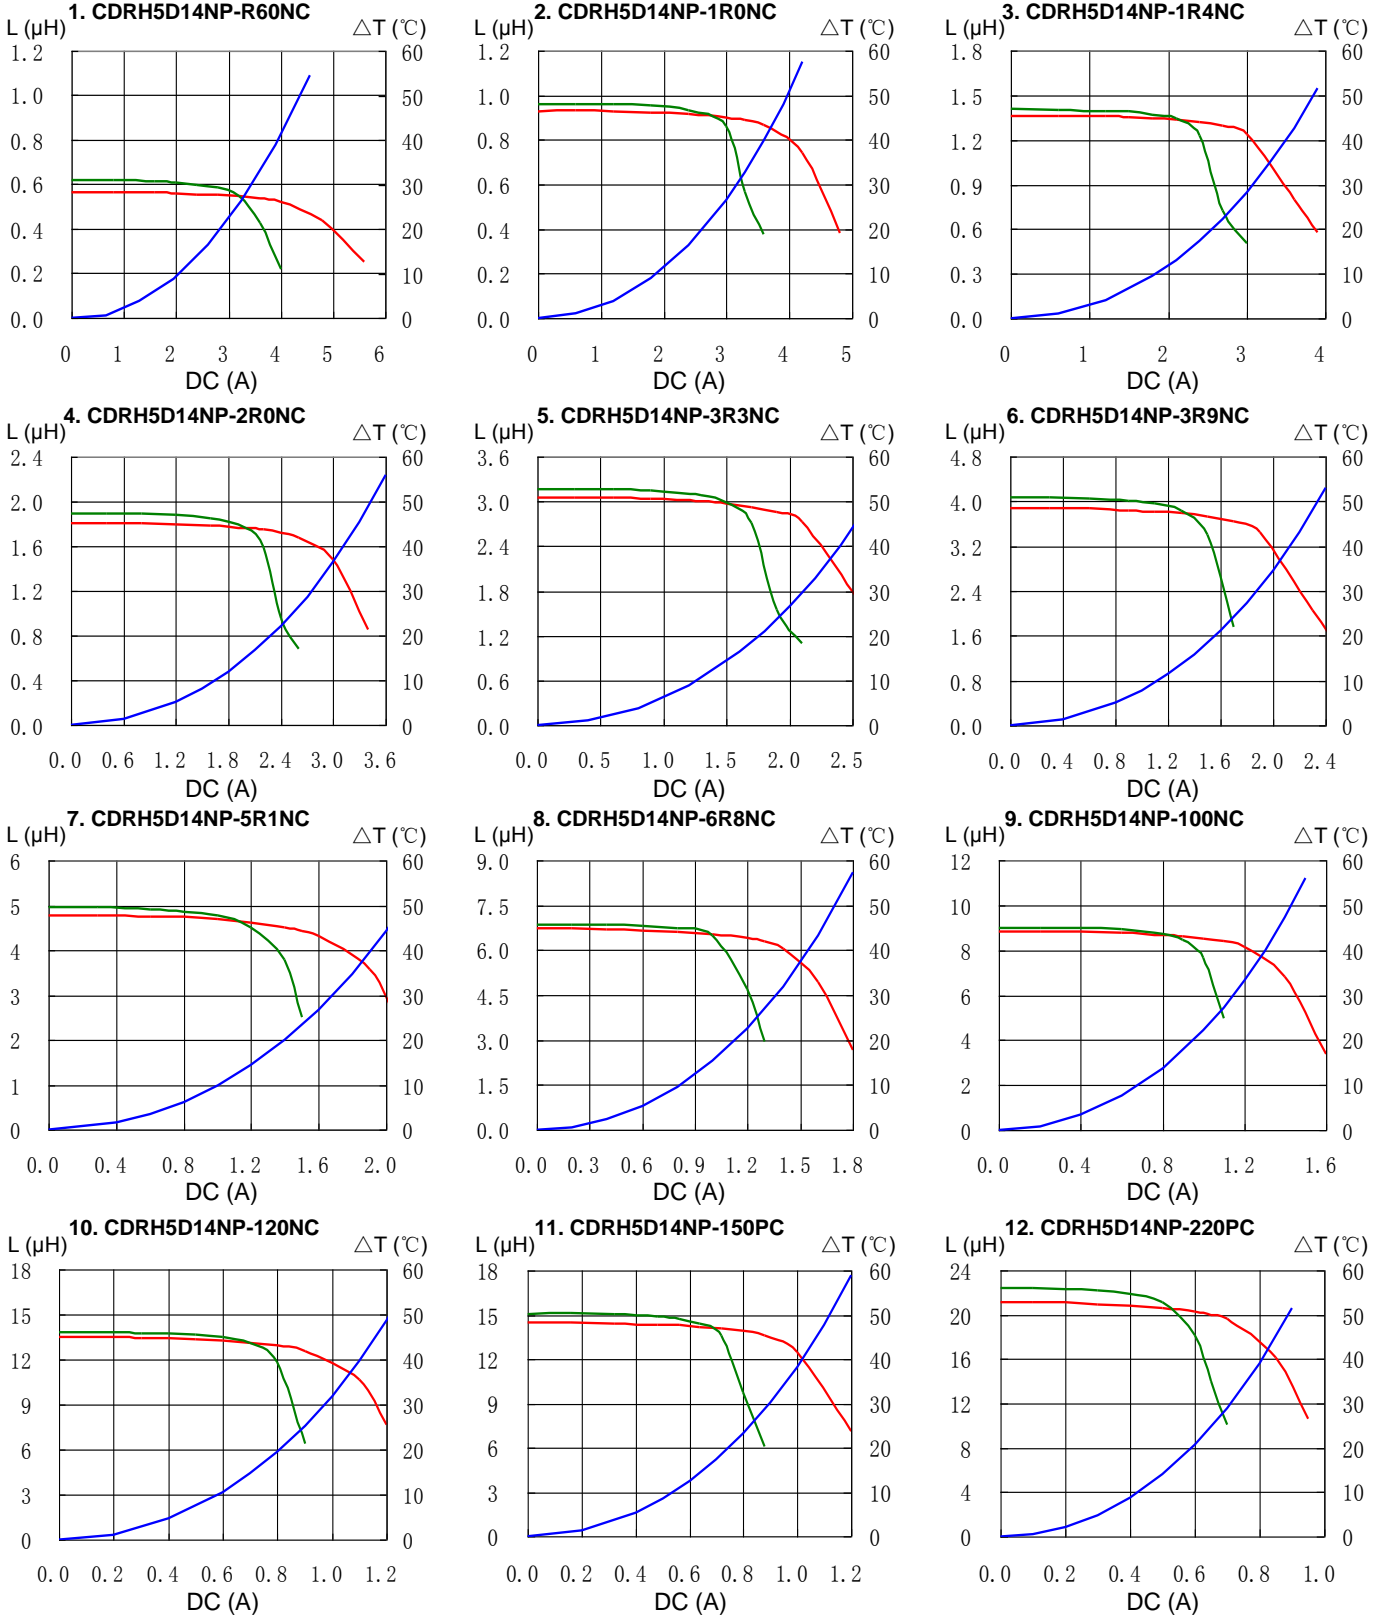 1. CDRH5D14NP-R60NC
L (µH) △T (℃)
1.2 60
1.0 50
0.8 40
0.6 30
0.4 20
0.2 10
0.0 0
0 1 2 3 4 5 6
DC (A)
2. CDRH5D14NP-1R0NC
L (µH) △T (℃)
1.2 60
1.0 50
0.8 40
0.6 30
0.4 20
0.2 10
0.0 0
0 1 2 3 4 5
DC (A)
3. CDRH5D14NP-1R4NC
L (µH) △T (℃)
1.8 60
1.5 50
1.2 40
0.9 30
0.6 20
0.3 10
0.0 0
0 1 2 3 4
DC (A)
4. CDRH5D14NP-2R0NC
L (µH) △T (℃)
2.4 60
2.0 50
1.6 40
1.2 30
0.8 20
0.4 10
0.0 0
0.0 0.6 1.2 1.8 2.4 3.0 3.6
DC (A)
5. CDRH5D14NP-3R3NC
L (µH) △T (℃)
3.6 60
3.0 50
2.4 40
1.8 30
1.2 20
0.6 10
0.0 0
0.0 0.5 1.0 1.5 2.0 2.5
DC (A)
6. CDRH5D14NP-3R9NC
L (µH) △T (℃)
4.8 60
4.0 50
3.2 40
2.4 30
1.6 20
0.8 10
0.0 0
0.0 0.4 0.8 1.2 1.6 2.0 2.4
DC (A)
7. CDRH5D14NP-5R1NC
L (µH) △T (℃)
6 60
5 50
4 40
3 30
2 20
1 10
0 0
0.0 0.4 0.8 1.2 1.6 2.0
DC (A)
8. CDRH5D14NP-6R8NC
L (µH) △T (℃)
9.0 60
7.5 50
6.0 40
4.5 30
3.0 20
1.5 10
0.0 0
0.0 0.3 0.6 0.9 1.2 1.5 1.8
DC (A)
9. CDRH5D14NP-100NC
L (µH) △T (℃)
12 60
10 50
8 40
6 30
4 20
2 10
0 0
0.0 0.4 0.8 1.2 1.6
DC (A)
10. CDRH5D14NP-120NC
L (µH) △T (℃)
18 60
15 50
12 40
9 30
6 20
3 10
0 0
0.0 0.2 0.4 0.6 0.8 1.0 1.2
DC (A)
11. CDRH5D14NP-150PC
L (µH) △T (℃)
18 60
15 50
12 40
9 30
6 20
3 10
0 0
0.0 0.2 0.4 0.6 0.8 1.0 1.2
DC (A)
12. CDRH5D14NP-220PC
L (µH) △T (℃)
24 60
20 50
16 40
12 30
8 20
4 10
0 0
0.0 0.2 0.4 0.6 0.8 1.0
DC (A)